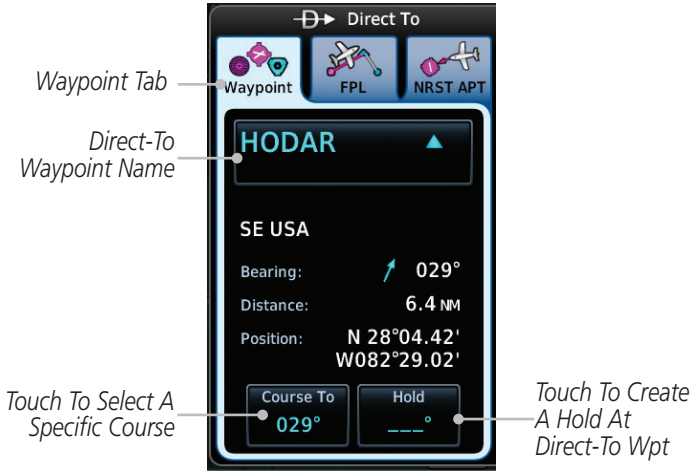 Direct To
Waypoint
FPL
NRST APT
Waypoint Tab
Direct-To
Waypoint Name
HODAR
SE USA
Bearing: 029°
Distance: 6.4 NM
Position: N 28°04.42'
W082°29.02'
Touch To Select A
Specific Course
Course To
029°
Hold
___°
Touch To Create
A Hold At
Direct-To Wpt